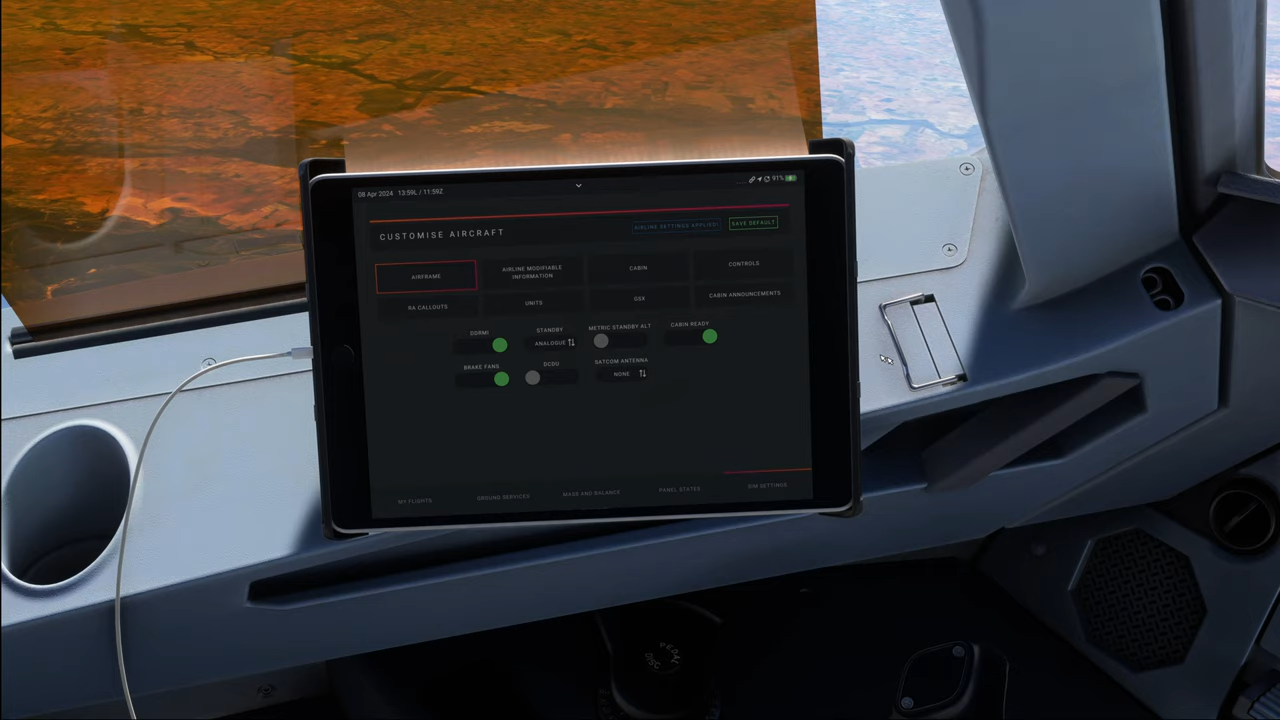 08 Apr 2024 13:59L / 11:59Z
91%
CUSTOMISE AIRCRAFT
AIRLINE SETTINGS APPLIED!
SAVE DEFAULT
AIRFRAME
AIRLINE MODIFIABLE
INFORMATION
CABIN
CONTROLS
RA CALLOUTS
UNITS
GSX
CABIN ANNOUNCEMENTS
DDRMI
STANDBY
METRIC STANDBY ALT
CABIN READY
ANALOGUE
BRAKE FANS
DCDU
SATCOM ANTENNA
NONE
MY FLIGHTS
GROUND SERVICES
MASS AND BALANCE
PANEL STATES
SIM SETTINGS
PEDAL
DISC